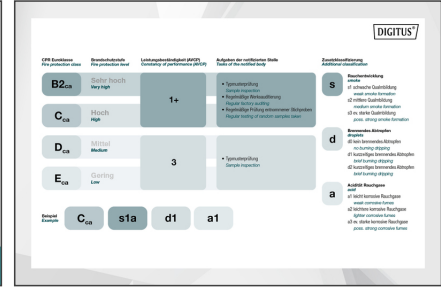 DIGITUS®
CPR Euroklasse
Fire protection class
Brandschutzstufe
Fire protection level
Leistungsbeständigkeit (AVCP)
Constancy of performance (AVCP)
Aufgaben der notifizierten Stelle
Tasks of the notified body
Zusatzklassifizierung
Additional classification
B2ca
Sehr hoch
Very high
Cca
Hoch
High
1+
• Typmusterprüfung
Sample inspection
• Regelmäßige Werksauditierung
Regular factory auditing
• Regelmäßige Prüfung entnommener Stichproben
Regular testing of random samples taken
Dca
Mittel
Medium
Eca
Gering
Low
3
• Typmusterprüfung
Sample inspection
s
Rauchentwicklung
smoke
s1 schwache Qualmbildung
weak smoke formation
s2 mittlere Qualmbildung
medium smoke formation
s3 ev. starke Qualmbildung
poss. strong smoke formation
d
Brennendes Abtropfen
droplets
d0 kein brennendes Abtropfen
no burning dripping
d1 kurzzeitiges brennendes Abtropfen
brief burning dripping
d2 kurzzeitiges brennendes Abtropfen
brief burning dripping
a
Acidität Rauchgase
acid
a1 leicht korrosive Rauchgase
weak corrosive fumes
a2 leichtere korrosive Rauchgase
lighter corrosive fumes
a3 ev. starke korrosive Rauchgase
poss. strong corrosive fumes
Beispiel
Example
Cca
s1a
d1
a1